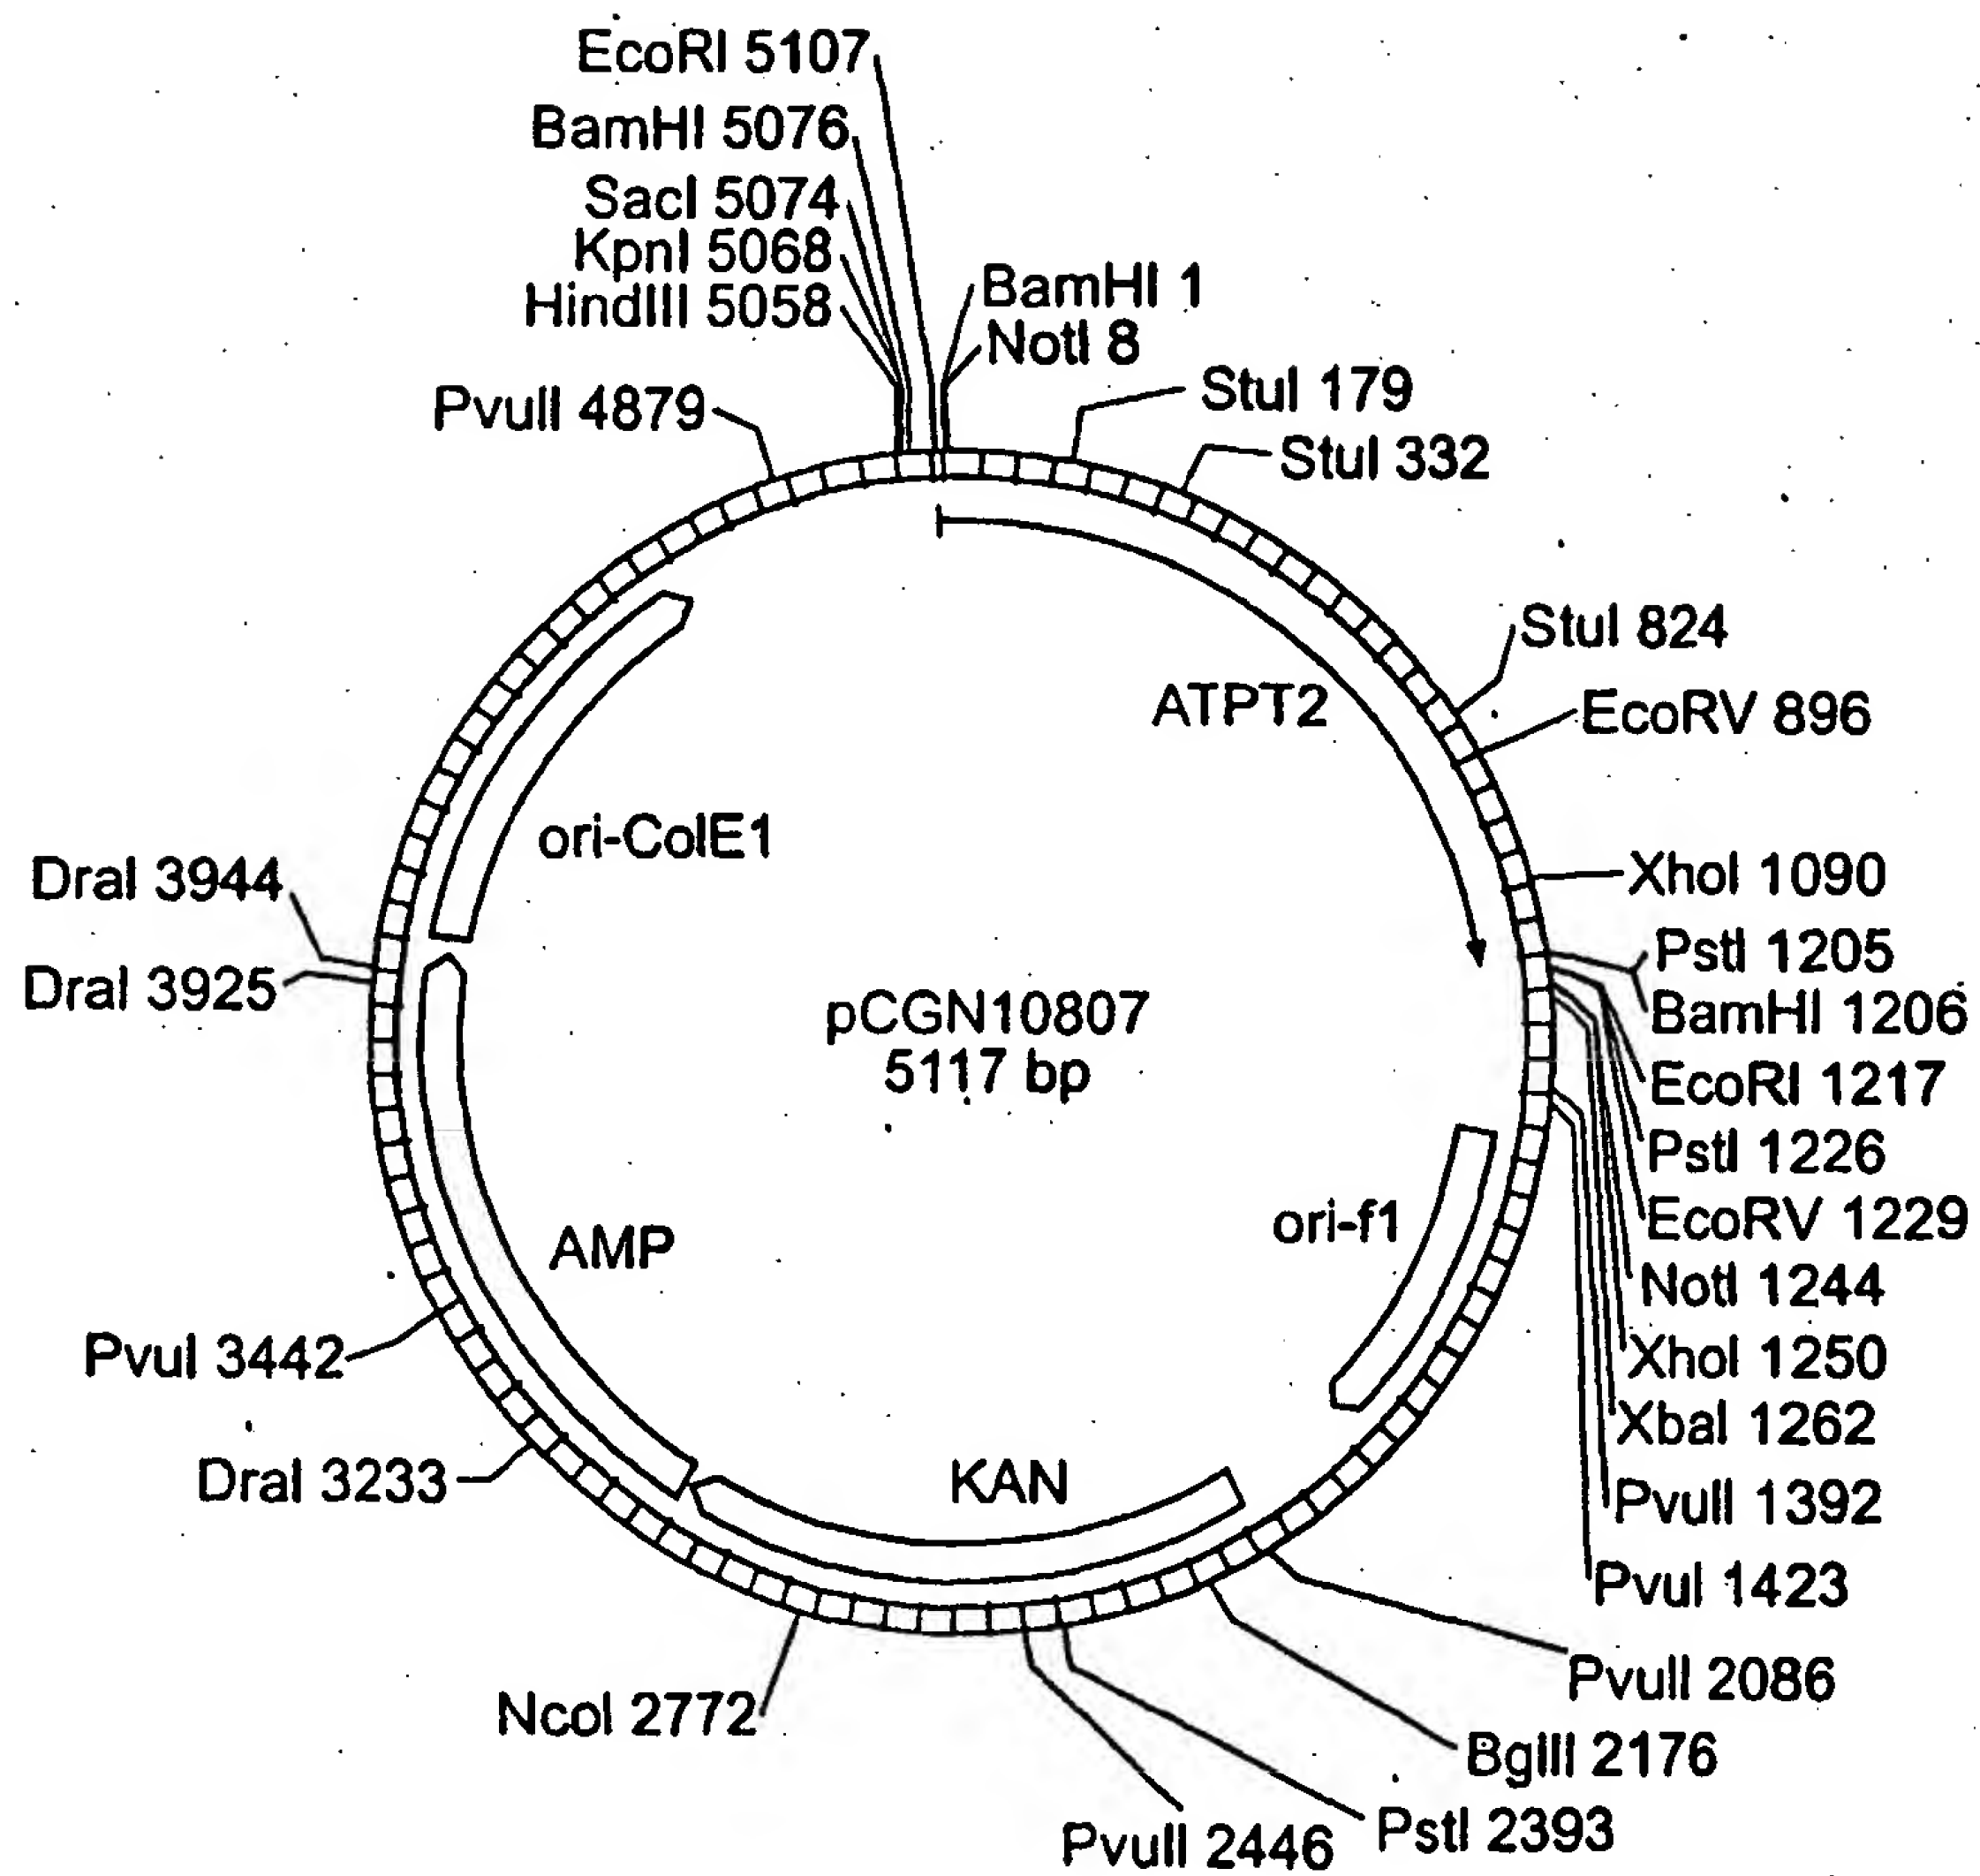 EcoRI 5107
BamHI 5076
SacI 5074
KpnI 5068
HindIII 5058
BamHI 1
NotI 8
PvuII 4879
StuI 179
StuI 332
StuI 824
ATPT2
EcoRV 896
ori-ColE1
DraI 3944
XhoI 1090
PstI 1205
DraI 3925
pCGN10807
BamHI 1206
5117 bp
EcoRI 1217
PstI 1226
ori-f1
EcoRV 1229
AMP
NotI 1244
PvuI 3442
XhoI 1250
XbaI 1262
DraI 3233
KAN
PvuII 1392
PvuI 1423
PvuII 2086
NcoI 2772
BglII 2176
PstI 2393
PvuII 2446